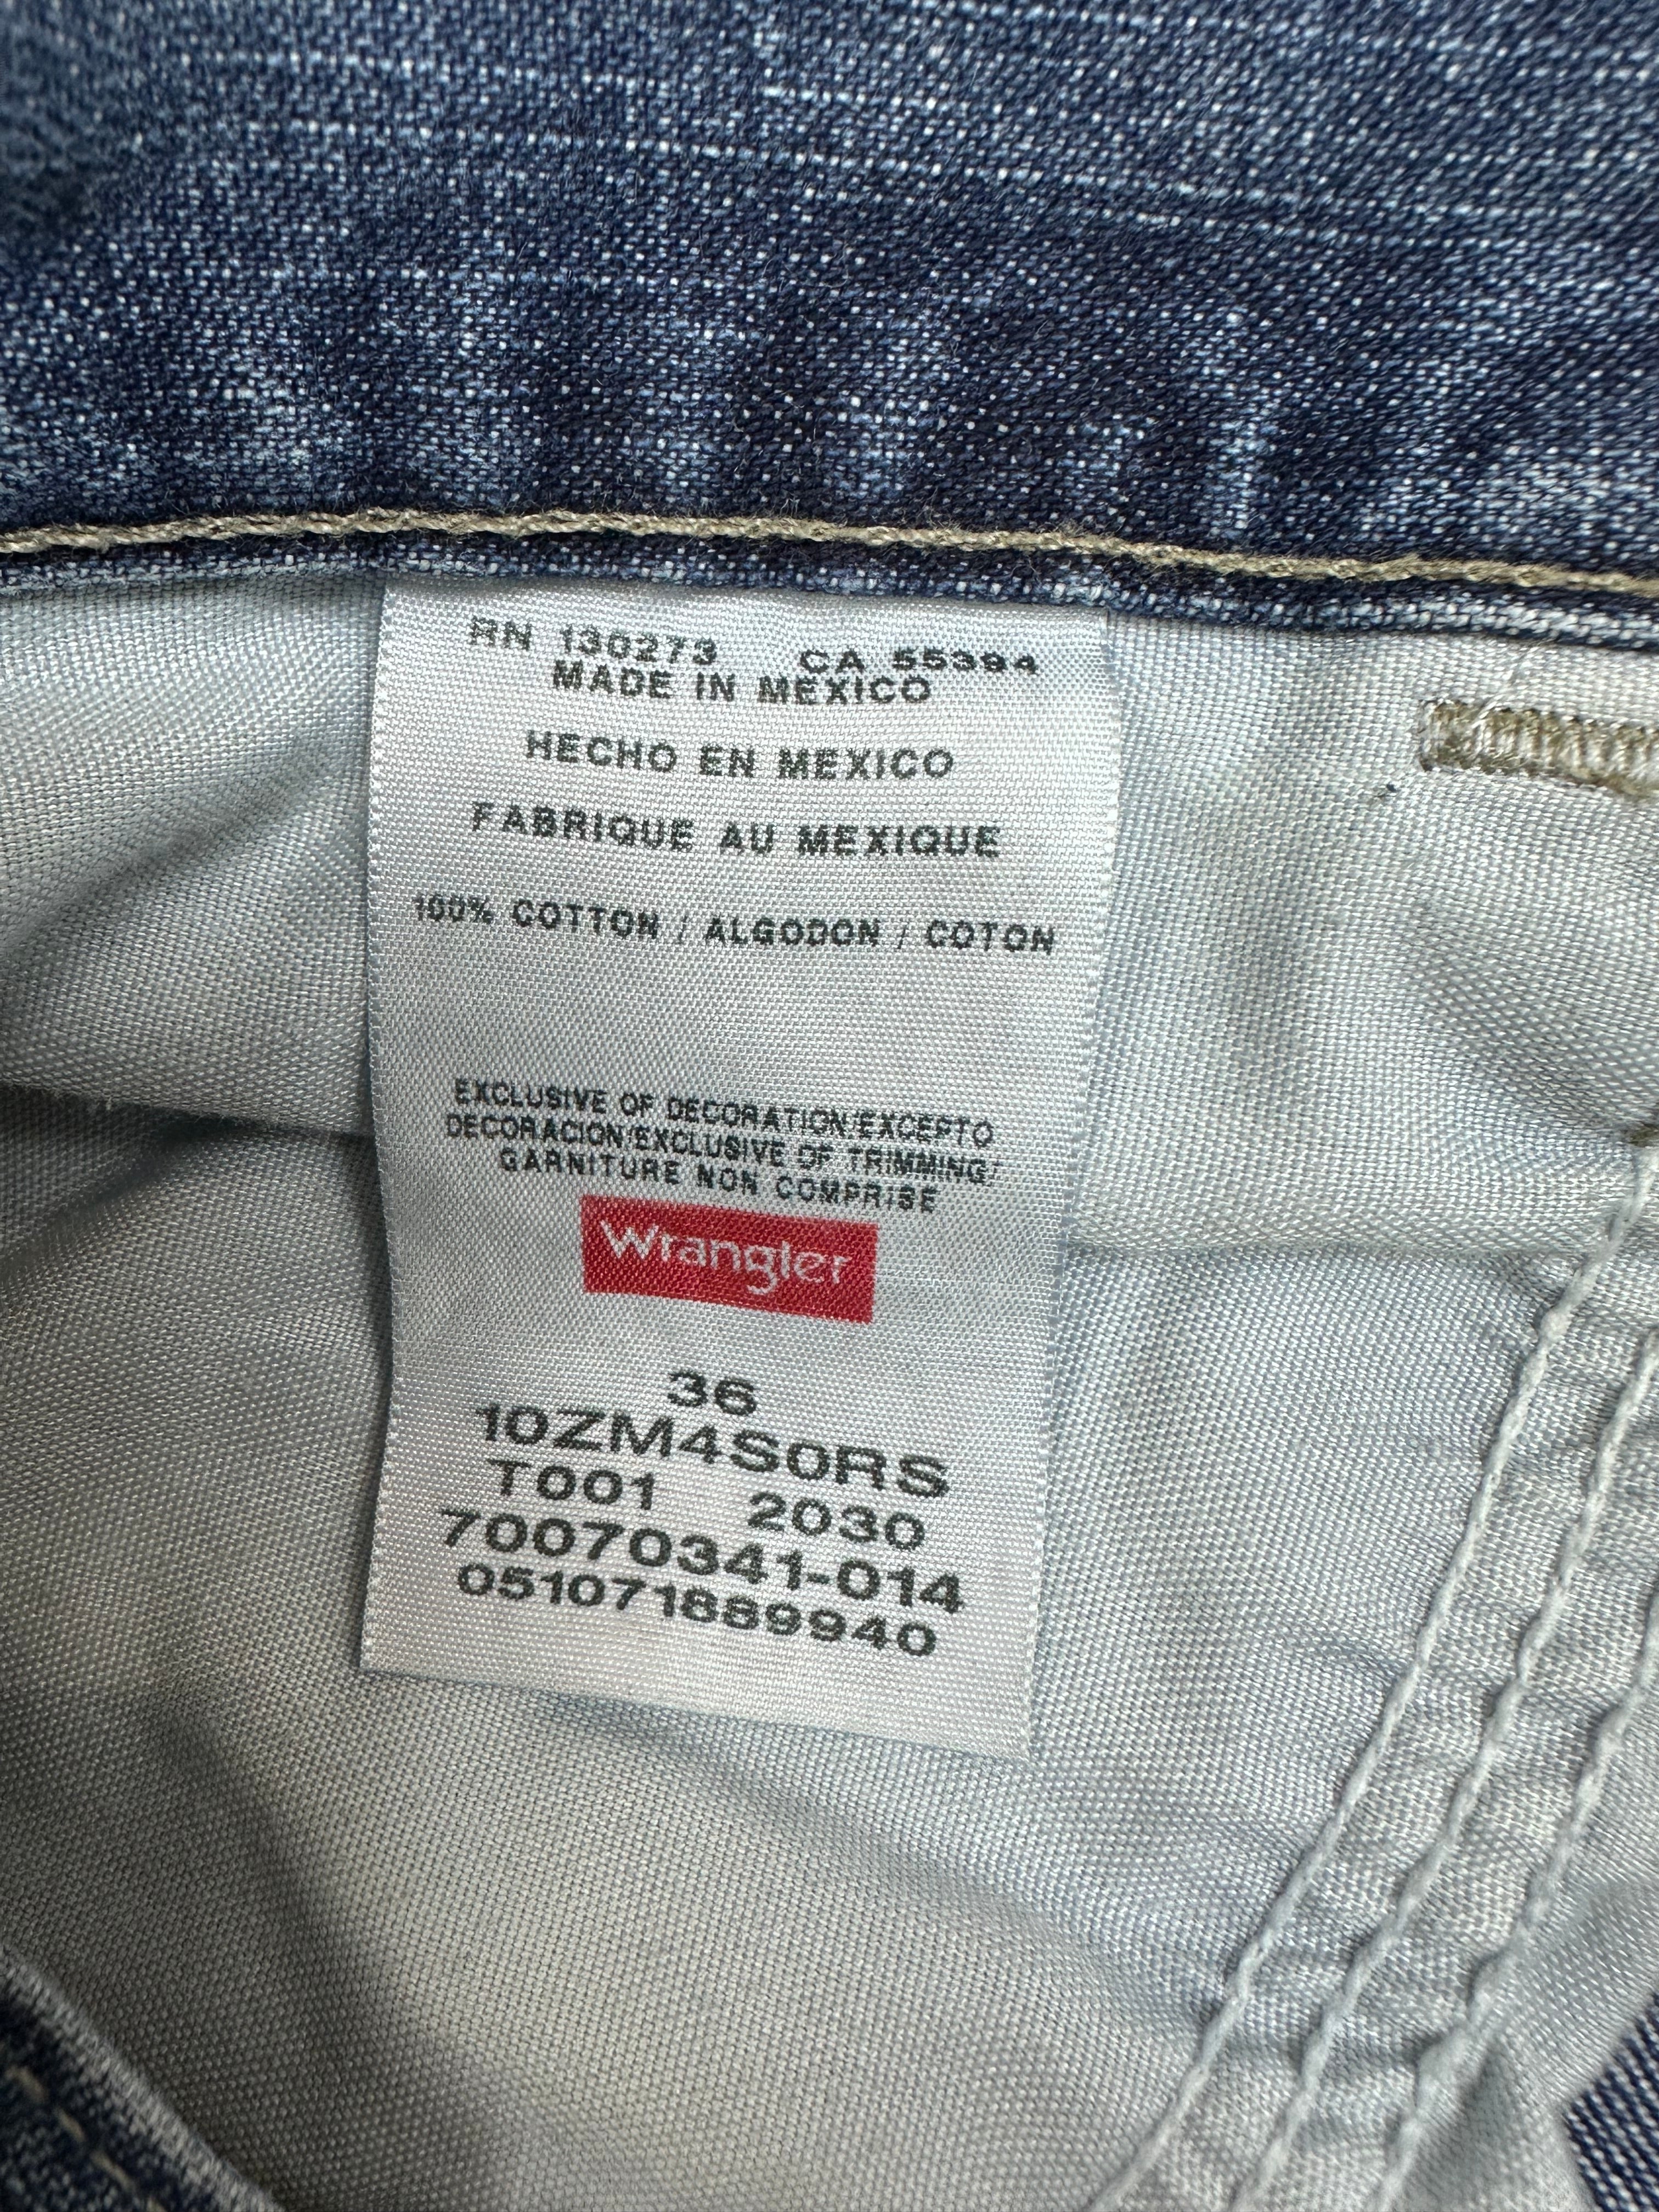 RN 130273 CA 55394
MADE IN MEXICO
HECHO EN MEXICO
FABRIQUE AU MEXIQUE
100% COTTON / ALGODON / COTON
EXCLUSIVE OF DECORATION/EXCEPTO
DECORACION/EXCLUSIVE OF TRIMMING/
GARNITURE NON COMPRISE
Wrangler
36
10ZM4S0RS
T001 2030
70070341-014
051071889940